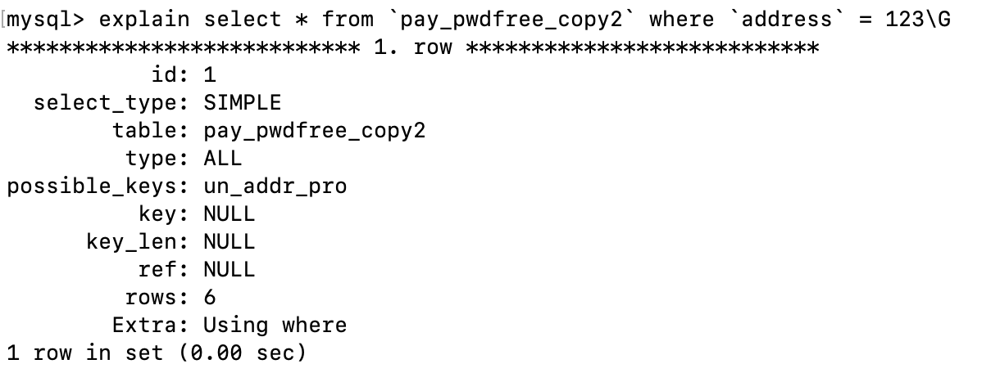 [mysql> explain select * from `pay_pwdfree_copy2` where `address` = 123\G
*************************** 1. row ***************************
           id: 1
  select_type: SIMPLE
        table: pay_pwdfree_copy2
         type: ALL
possible_keys: un_addr_pro
          key: NULL
      key_len: NULL
          ref: NULL
         rows: 6
        Extra: Using where
1 row in set (0.00 sec)